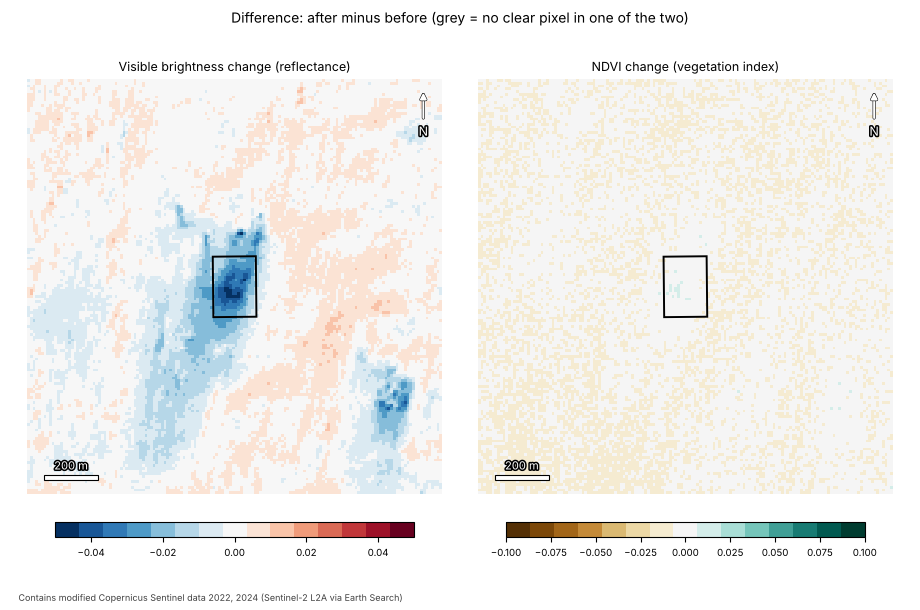 Difference: after minus before (grey = no clear pixel in one of the two)
Visible brightness change (reflectance)
NDVI change (vegetation index)
N
N
200 m
200 m
−0.04 −0.02 0.00 0.02 0.04
−0.100 −0.075 −0.050 −0.025 0.000 0.025 0.050 0.075 0.100
Contains modified Copernicus Sentinel data 2022, 2024 (Sentinel-2 L2A via Earth Search)